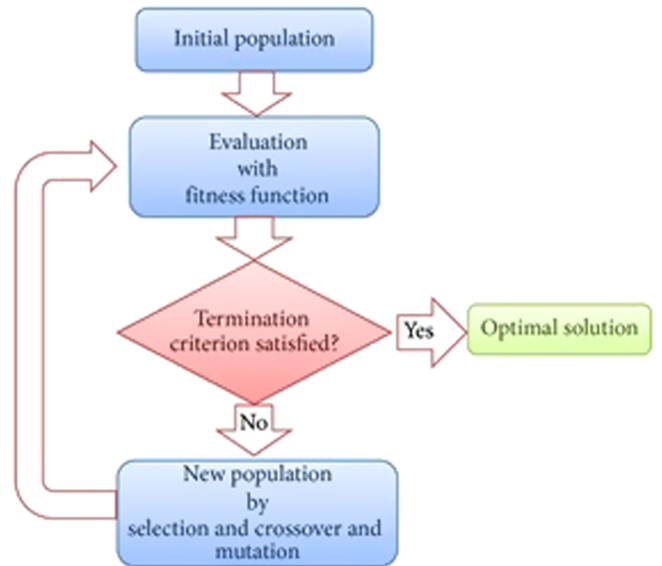 Initial population
Evaluation
with
fitness function
Termination
criterion satisfied?
Yes
Optimal solution
No
New population
by
selection and crossover and
mutation